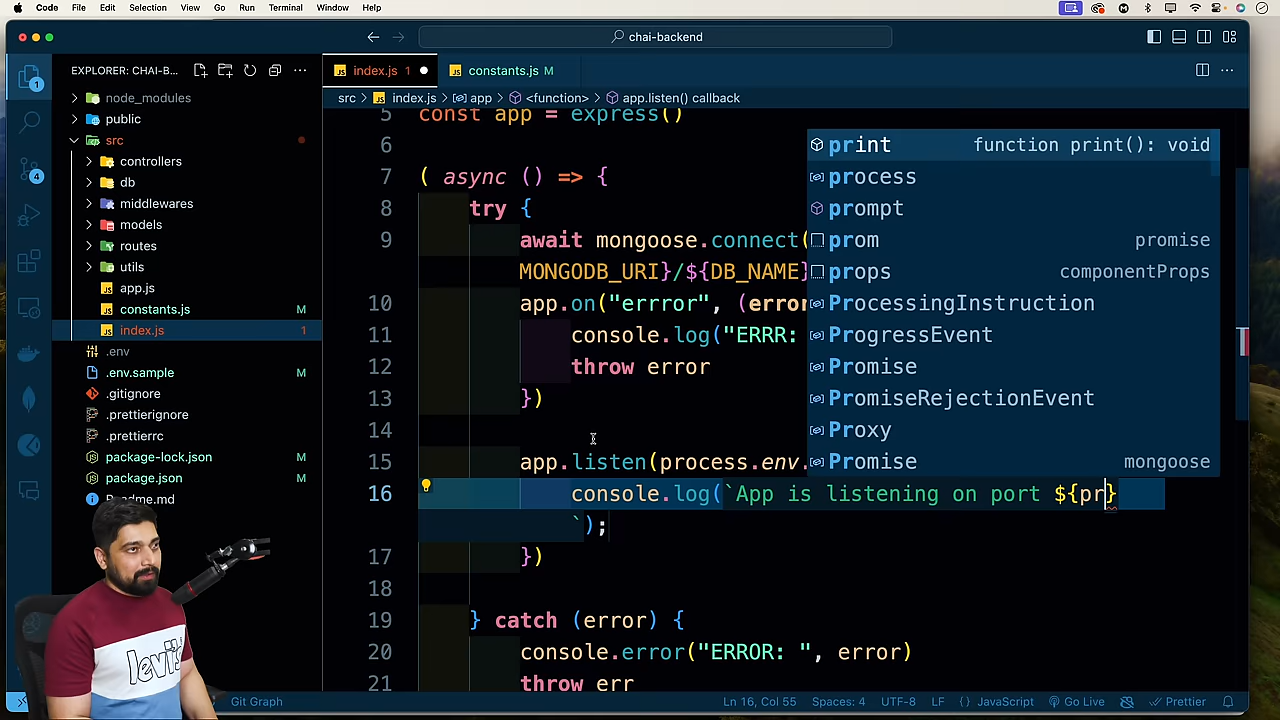 Code File Edit Selection View Go Run Terminal Window Help
chai-backend
EXPLORER: CHAI-B...
index.js 1
constants.js M
src > index.js > app > <function> > app.listen() callback
node_modules
public
src
controllers
db
middlewares
models
routes
utils
app.js
constants.js M
index.js 1
.env
.env.sample M
.gitignore
.prettierignore
.prettierrc
package-lock.json M
package.json M
Readme.md
1
4
5 const app = express()
6
7 ( async () => {
8 try {
9 await mongoose.connect(
MONGODB_URI}/${DB_NAME}
10 app.on("errror", (error
11 console.log("ERRR:
12 throw error
13 })
14
15 app.listen(process.env.
16 console.log(`App is listening on port ${pr}
`);
17 })
18
19 } catch (error) {
20 console.error("ERROR: ", error)
21 throw err
print function print(): void
process
prompt
prom promise
props componentProps
ProcessingInstruction
ProgressEvent
Promise
PromiseRejectionEvent
Proxy
Promise mongoose
levi's
Git Graph
Ln 16, Col 55 Spaces: 4 UTF-8 LF {} JavaScript Go Live Prettier